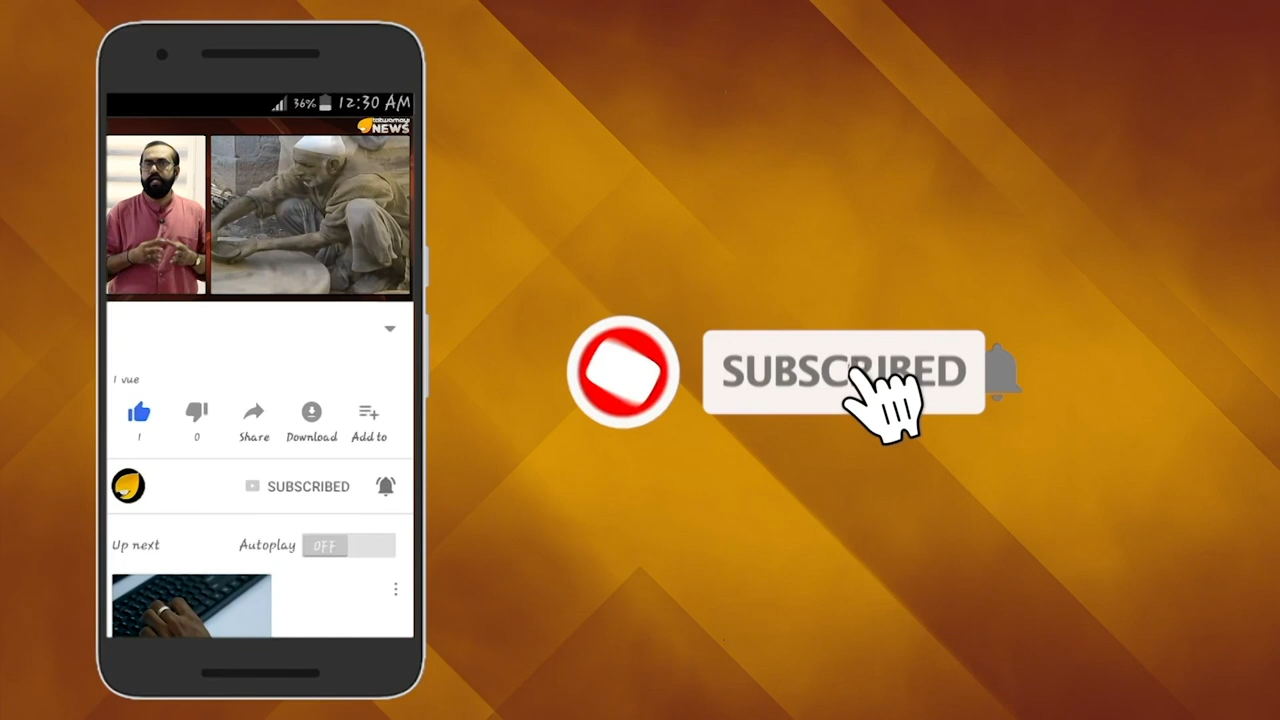 36% 12:30 AM
tatwamayi
NEWS
1 vue
1
0
Share
Download
Add to
SUBSCRIBED
Up next
Autoplay
OFF
SUBSCRIBED